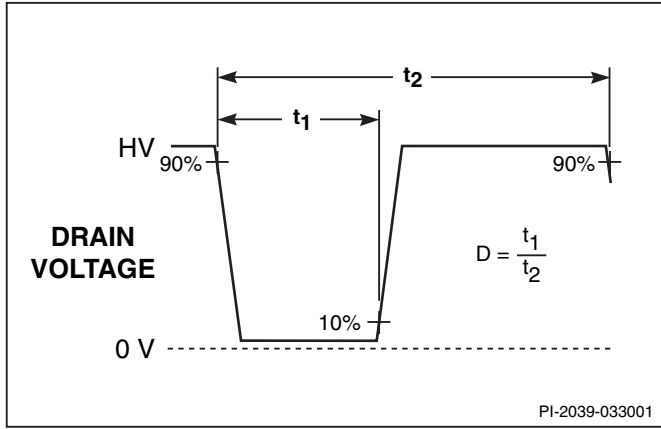 t2
t1
HV
90%
90%
DRAIN
VOLTAGE
D = t1
t2
10%
0 V
PI-2039-033001